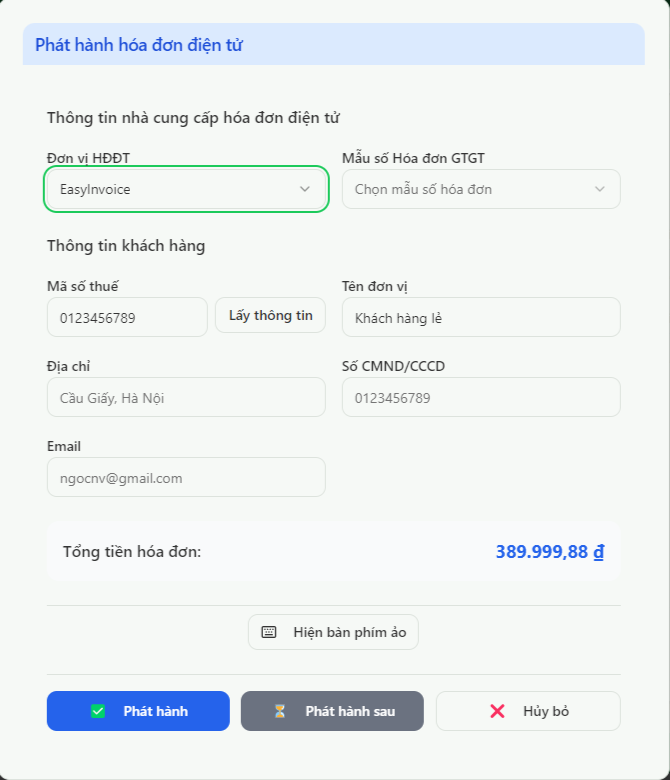 Phát hành hóa đơn điện tử
Thông tin nhà cung cấp hóa đơn điện tử
Đơn vị HĐĐT
Mẫu số Hóa đơn GTGT
EasyInvoice
Chọn mẫu số hóa đơn
Thông tin khách hàng
Mã số thuế
Tên đơn vị
0123456789
Lấy thông tin
Khách hàng lẻ
Địa chỉ
Số CMND/CCCD
Cầu Giấy, Hà Nội
0123456789
Email
ngocnv@gmail.com
Tổng tiền hóa đơn:
389.999,88 ₫
Hiện bàn phím ảo
Phát hành
Phát hành sau
Hủy bỏ